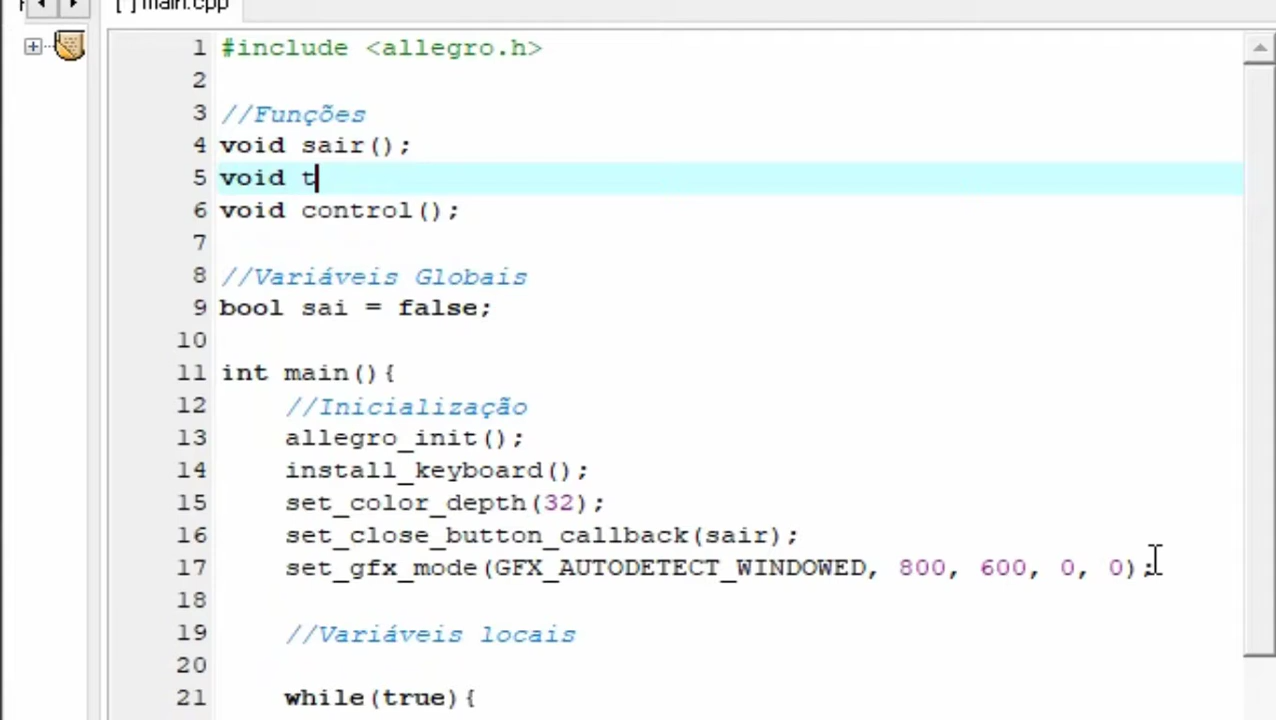 [*] main.cpp
1 #include <allegro.h>
2
3 //Funções
4 void sair();
5 void t
6 void control();
7
8 //Variáveis Globais
9 bool sai = false;
10
11 int main(){
12 //Inicialização
13 allegro_init();
14 install_keyboard();
15 set_color_depth(32);
16 set_close_button_callback(sair);
17 set_gfx_mode(GFX_AUTODETECT_WINDOWED, 800, 600, 0, 0);
18
19 //Variáveis locais
20
21 while(true){